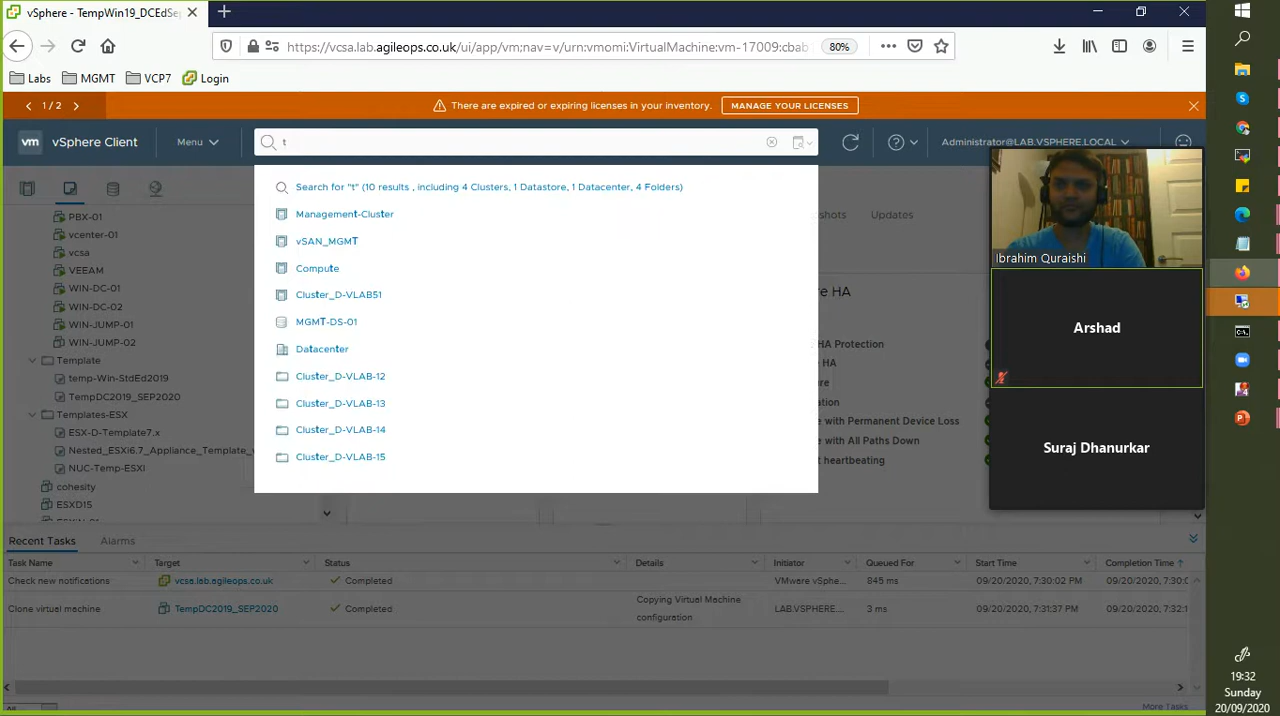 vSphere - TempWin19_DCEdSep
https://vcsa.lab.agileops.co.uk/ui/app/vm;nav=v/urn:vmomi:VirtualMachine:vm-17009:cbab
80%
Labs MGMT VCP7 Login
1 / 2
There are expired or expiring licenses in your inventory.
MANAGE YOUR LICENSES
vm vSphere Client Menu
t
Administrator@LAB.VSPHERE.LOCAL
Search for "t" (10 results , including 4 Clusters, 1 Datastore, 1 Datacenter, 4 Folders)
Management-Cluster
vSAN_MGMT
Compute
Cluster_D-VLAB51
MGMT-DS-01
Datacenter
Cluster_D-VLAB-12
Cluster_D-VLAB-13
Cluster_D-VLAB-14
Cluster_D-VLAB-15
PBX-01
vcenter-01
vcsa
VEEAM
WIN-DC-01
WIN-DC-02
WIN-JUMP-01
WIN-JUMP-02
Template
temp-Win-StdEd2019
TempDC2019_SEP2020
Templates-ESX
ESX-D-Template7.x
Nested_ESXi6.7_Appliance_Template_v
NUC-Temp-ESXI
cohesity
ESXD15
Updates
HA
HA Protection
HA
with Permanent Device Loss
with All Paths Down
heartbeating
Ibrahim Quraishi
Arshad
Suraj Dhanurkar
Recent Tasks Alarms
Task Name Target Status Details Initiator Queued For Start Time Completion Time
Check new notifications vcsa.lab.agileops.co.uk Completed VMware vSphe... 845 ms 09/20/2020, 7:30:02 PM 09/20/2020, 7:30:0
Clone virtual machine TempDC2019_SEP2020 Completed Copying Virtual Machine configuration LAB.VSPHERE.... 3 ms 09/20/2020, 7:31:37 PM 09/20/2020, 7:32:1
More Tasks
19:32
Sunday
20/09/2020